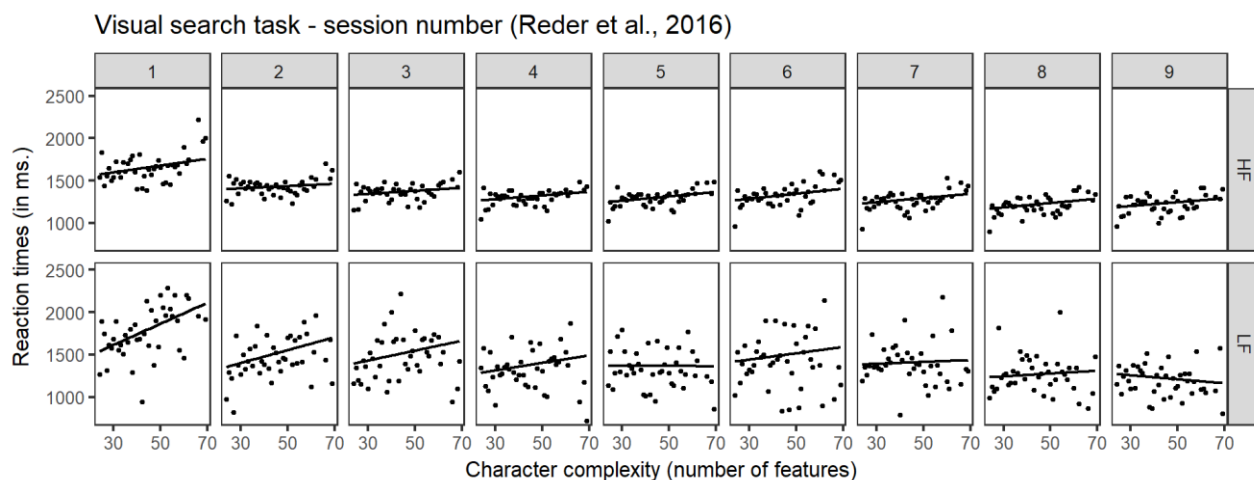 Visual search task - session number (Reder et al., 2016)
1 2 3 4 5 6 7 8 9
2500
2000
1500
1000
HF
2500
2000
1500
1000
LF
Reaction times (in ms.)
30 50 70 30 50 70 30 50 70 30 50 70 30 50 70 30 50 70 30 50 70 30 50 70 30 50 70
Character complexity (number of features)